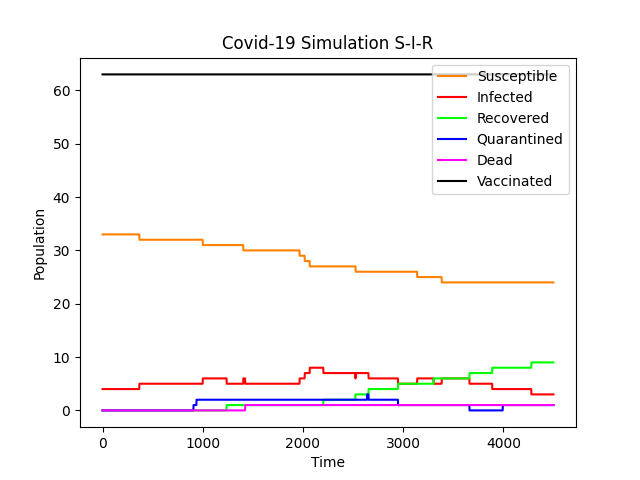 Covid-19 Simulation S-I-R
Susceptible
Infected
Recovered
Quarantined
Dead
Vaccinated
Population
60
50
40
30
20
10
0
0 1000 2000 3000 4000
Time